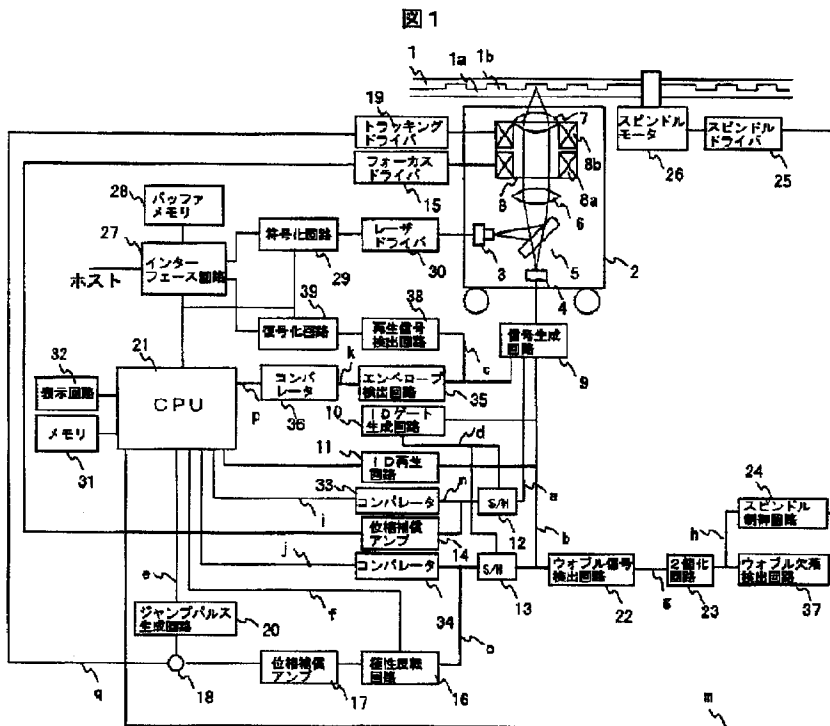 図1
1
1a
1b
19
トラッキング
ドライバ
フォーカス
ドライバ
15
7
8b
8
8a
6
5
3
4
2
スピンドル
モータ
26
スピンドル
ドライバ
25
28
バッファ
メモリ
27
インター
フェース回路
ホスト
符号化回路
29
レーザ
ドライバ
30
39
復号化回路
38
再生信号
検出回路
信号生成
回路
9
c
k
21
CPU
32
表示回路
メモリ
31
p
コンパ
レータ
36
エンベロープ
検出回路
35
10
IDゲート
生成回路
d
11
ID再生
回路
33
コンパレータ
n
S/H
12
a
i
位相補償
アンプ
14
b
j
コンパレータ
34
S/H
13
ウォブル信号
検出回路
22
g
2値化
回路
23
h
24
スピンドル
制御回路
ウォブル欠落
検出回路
37
e
f
ジャンプパルス
生成回路
20
o
q
18
位相補償
アンプ
17
極性反転
回路
16
m